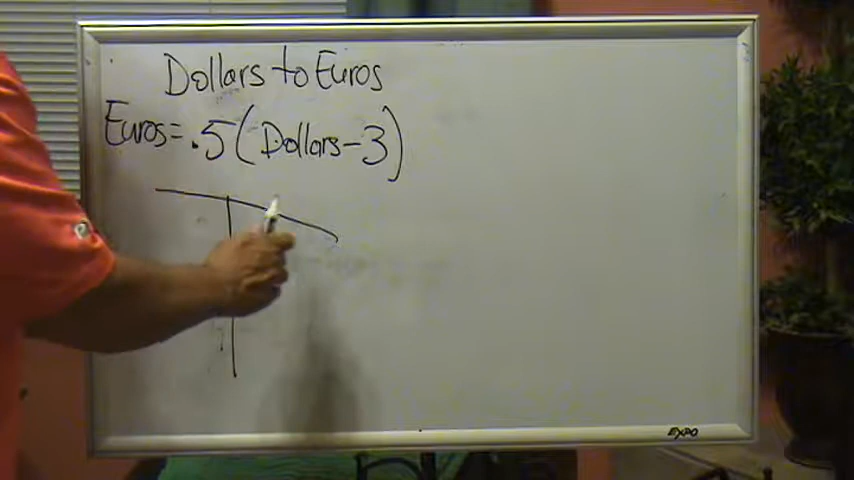 Dollars to Euros
Euros = .5 (Dollars - 3)
EXPO